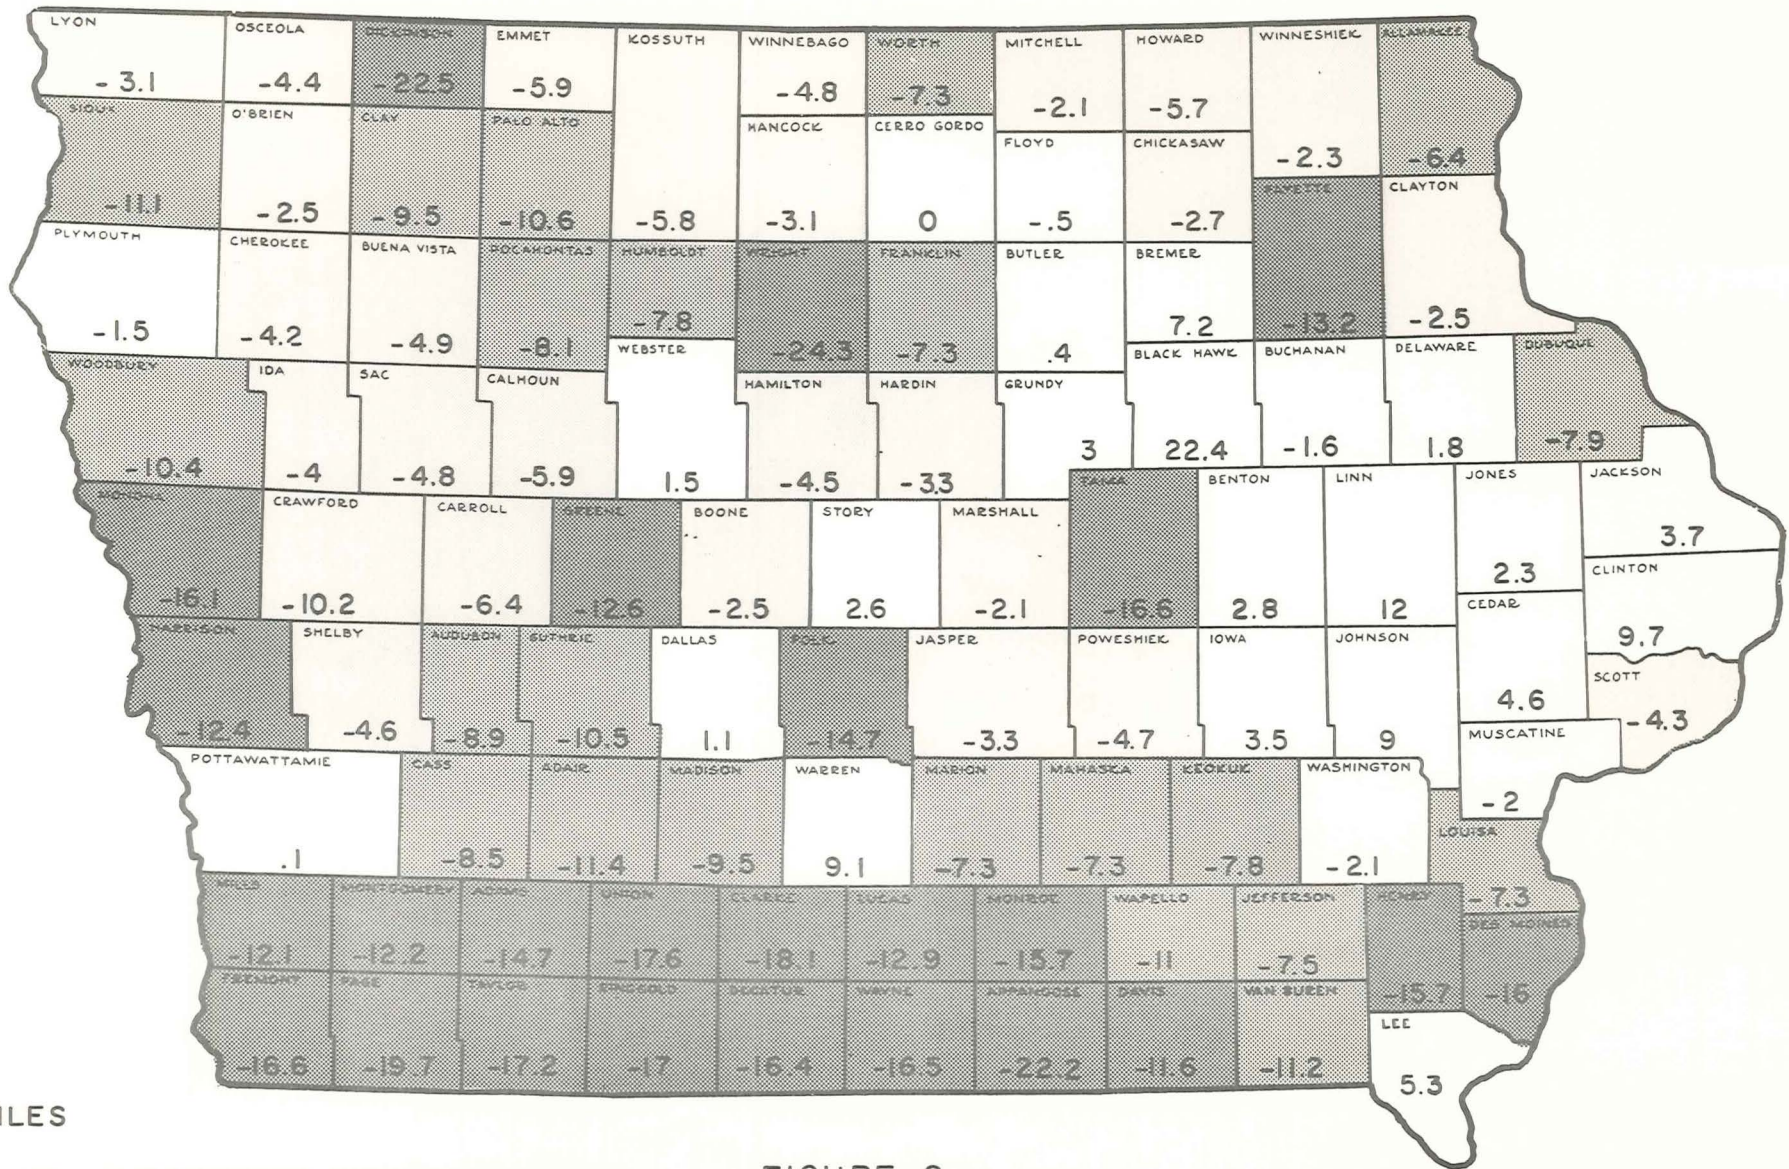 LYON
-3.1
OSCEOLA
-4.4
DICKINSON
-22.5
EMMET
-5.9
KOSSUTH
-5.8
WINNEBAGO
-4.8
WORTH
-7.3
MITCHELL
-2.1
HOWARD
-5.7
WINNESHIEK
-2.3
ALLAMAKEE
-6.4
SIOUX
-11.1
O'BRIEN
-2.5
CLAY
-9.5
PALO ALTO
-10.6
HANCOCK
-3.1
CERRO GORDO
0
FLOYD
-.5
CHICKASAW
-2.7
FAYETTE
-13.2
CLAYTON
-2.5
PLYMOUTH
-1.5
CHEROKEE
-4.2
BUENA VISTA
-4.9
POCAHONTAS
-8.1
HUMBOLDT
-7.8
WRIGHT
-24.3
FRANKLIN
-7.3
BUTLER
.4
BREMER
7.2
WOODBURY
-10.4
IDA
-4
SAC
-4.8
CALHOUN
-5.9
WEBSTER
1.5
HAMILTON
-4.5
HARDIN
-3.3
GRUNDY
3
BLACK HAWK
22.4
BUCHANAN
-1.6
DELAWARE
1.8
DUBUQUE
-7.9
MONONA
-16.1
CRAWFORD
-10.2
CARROLL
-6.4
GREENE
-12.6
BOONE
-2.5
STORY
2.6
MARSHALL
-2.1
TAMA
-16.6
BENTON
2.8
LINN
12
JONES
2.3
JACKSON
3.7
CLINTON
9.7
CEDAR
4.6
HARRISON
-12.4
SHELBY
-4.6
AUDUBON
-8.9
GUTHRIE
-10.5
DALLAS
1.1
POLK
-14.7
JASPER
-3.3
POWESHIEK
-4.7
IOWA
3.5
JOHNSON
9
SCOTT
-4.3
MUSCATINE
-2
POTTAWATTAMIE
.1
CASS
-8.5
ADAIR
-11.4
MADISON
-9.5
WARREN
9.1
MARION
-7.3
MAHASKA
-7.3
KEOKUK
-7.8
WASHINGTON
-2.1
LOUISA
-7.3
MILLS
-12.1
MONTGOMERY
-12.2
ADAMS
-14.7
UNION
-17.6
CLARKE
-18.1
LUCAS
-12.9
MONROE
-15.7
WAPELLO
-11
JEFFERSON
-7.5
HENRY
-15.7
DES MOINES
-16
FREMONT
-16.6
PAGE
-19.7
TAYLOR
-17.2
RINGGOLD
-17
DECATUR
-16.4
WAYNE
-16.5
APPANOOSE
-22.2
DAVIS
-11.6
VAN BUREN
-11.2
LEE
5.3